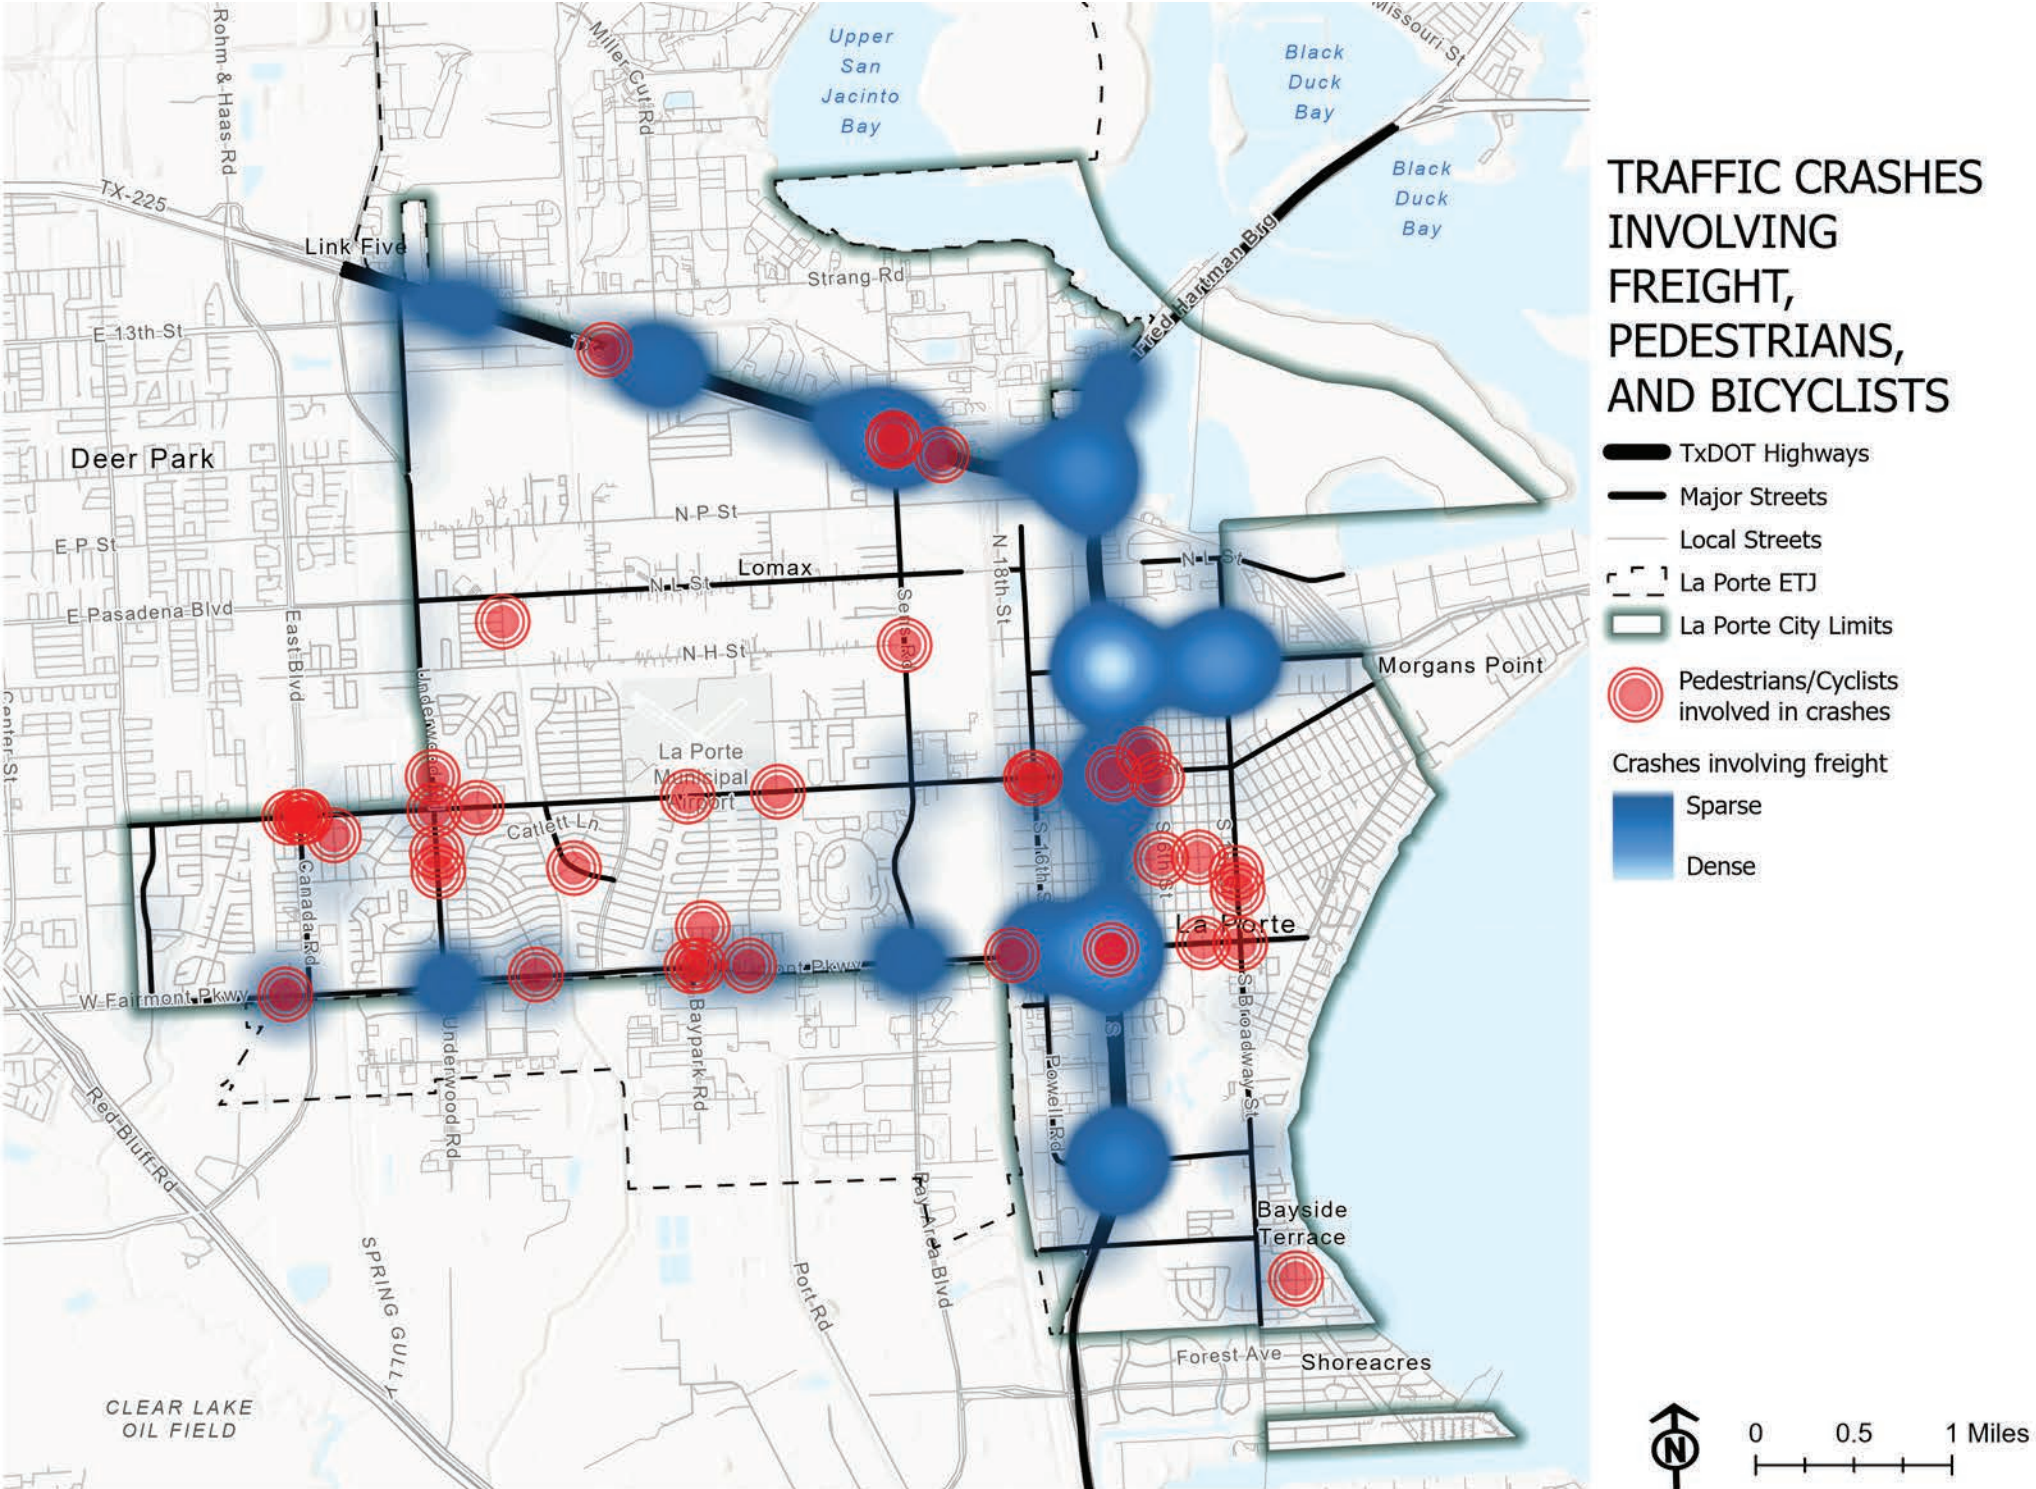 Missouri St
Rohm & Haas Rd
Miller Cut Rd
Upper
San
Jacinto
Bay
Black
Duck
Bay
Black
Duck
Bay
TX-225
Link Five
Strang Rd
Fred Hartman Brg
E 13th St
Deer Park
N P St
E P St
N 18th St
N L St
Lomax
N L St
E Pasadena Blvd
East Blvd
Sens Rd
N H St
Morgans Point
Center St
Underwood
La Porte
Municipal
Airport
Catlett Ln
S 16th S
S 6th St
S
Canada Rd
La Porte
W Fairmont Pkwy
S
S Broadway St
Underwood Rd
Baypark Rd
Powell Rd
Red Bluff Rd
Bay Area Blvd
Bayside
Terrace
SPRING GULLY
Port Rd
Forest Ave
Shoreacres
CLEAR LAKE
OIL FIELD
TRAFFIC CRASHES
INVOLVING
FREIGHT,
PEDESTRIANS,
AND BICYCLISTS
TxDOT Highways
Major Streets
Local Streets
La Porte ETJ
La Porte City Limits
Pedestrians/Cyclists
involved in crashes
Crashes involving freight
Sparse
Dense
N
0 0.5 1 Miles